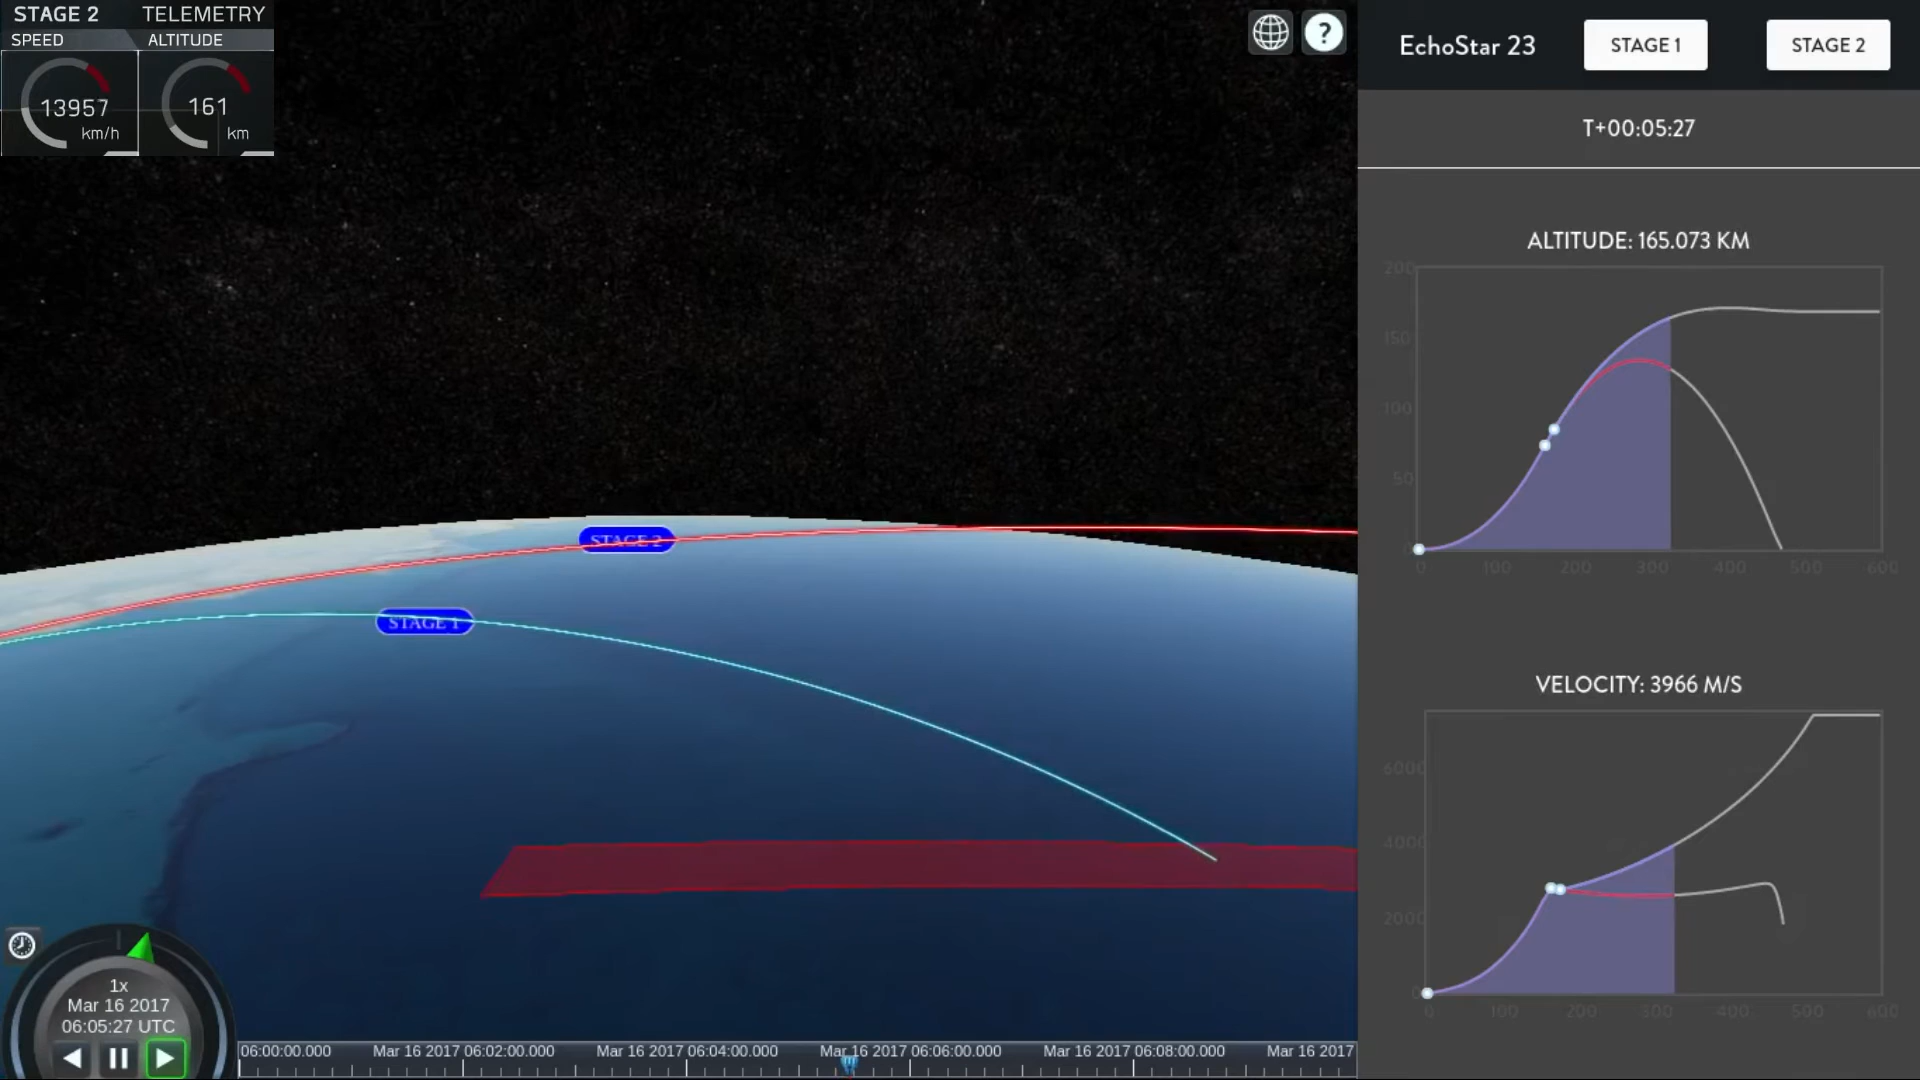 STAGE 2 TELEMETRY
SPEED ALTITUDE
13957 km/h
161 km
?
EchoStar 23
STAGE 1
STAGE 2
T+00:05:27
ALTITUDE: 165.073 KM
200
150
100
50
0
0 100 200 300 400 500 600
VELOCITY: 3966 M/S
6000
4000
2000
0
0 100 200 300 400 500 600
STAGE 2
STAGE 1
1x
Mar 16 2017
06:05:27 UTC
06:00:00.000
Mar 16 2017 06:02:00.000
Mar 16 2017 06:04:00.000
Mar 16 2017 06:06:00.000
Mar 16 2017 06:08:00.000
Mar 16 2017